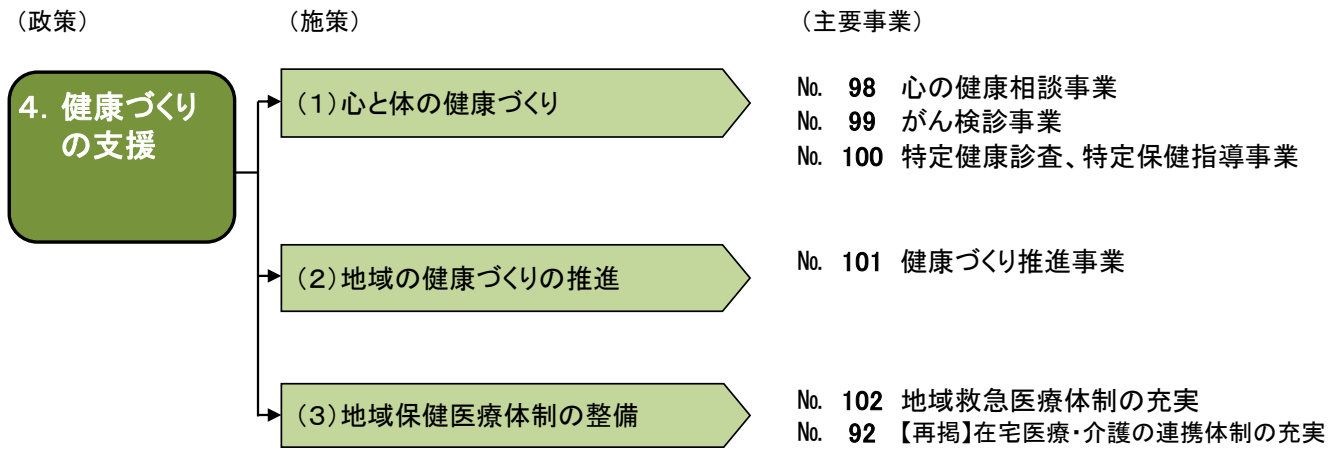 （政策）
（施策）
（主要事業）
４．健康づくり
の支援
（１）心と体の健康づくり
№ 98 心の健康相談事業
№ 99 がん検診事業
№ 100 特定健康診査、特定保健指導事業
（２）地域の健康づくりの推進
№ 101 健康づくり推進事業
（３）地域保健医療体制の整備
№ 102 地域救急医療体制の充実
№ 92 【再掲】在宅医療・介護の連携体制の充実